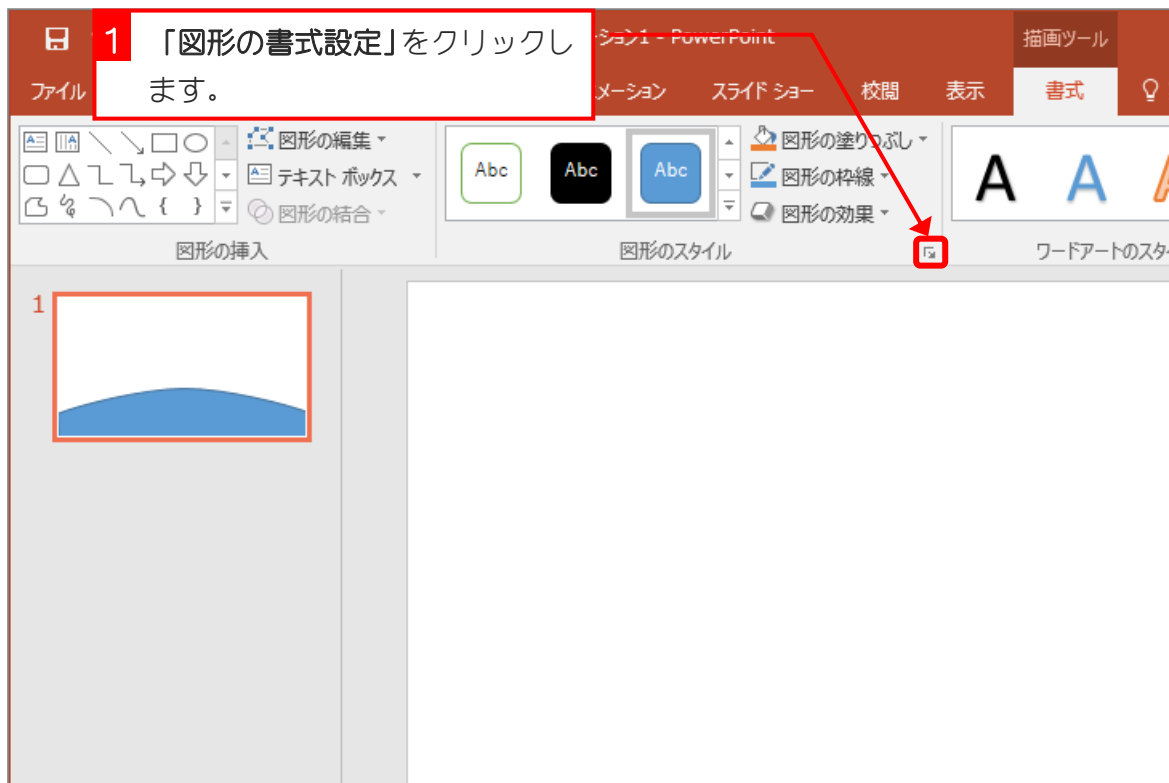 1 「図形の書式設定」をクリックし
ます。
ション1 - PowerPoint
描画ツール
ファイル
メーション
スライド ショー
校閲
表示
書式
図形の編集
テキスト ボックス
図形の結合
図形の挿入
Abc
Abc
Abc
図形の塗りつぶし
図形の枠線
図形の効果
図形のスタイル
A
A
ワードアートのスタイ
1